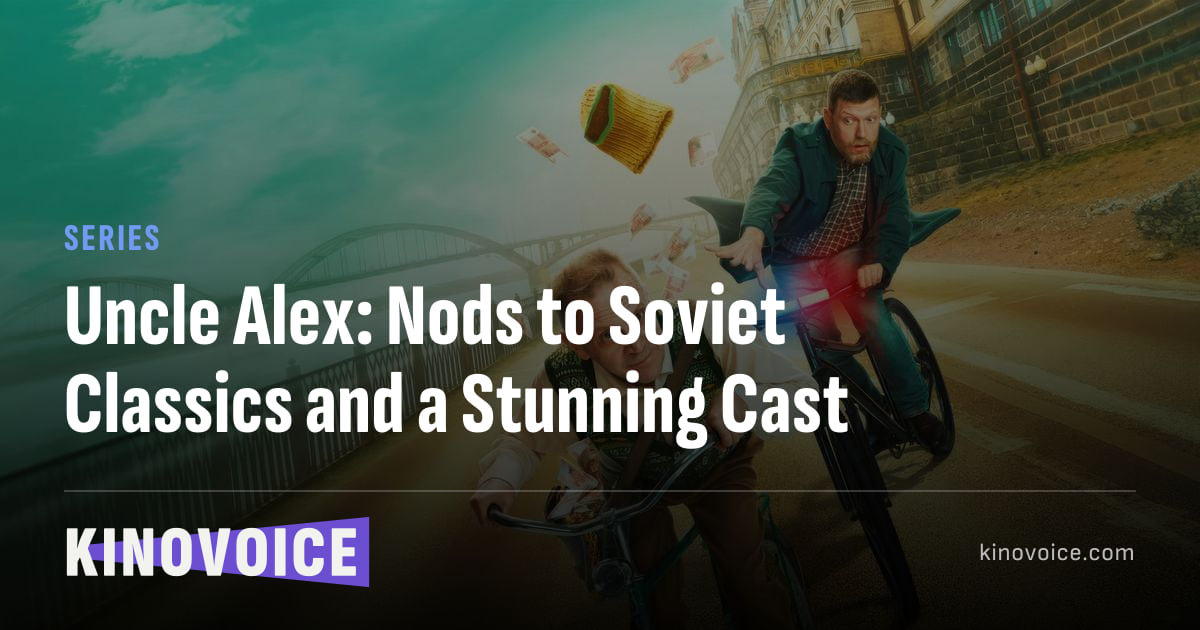 SERIES
Uncle Alex: Nods to Soviet
Classics and a Stunning Cast
KINOVOICE
kinovoice.com